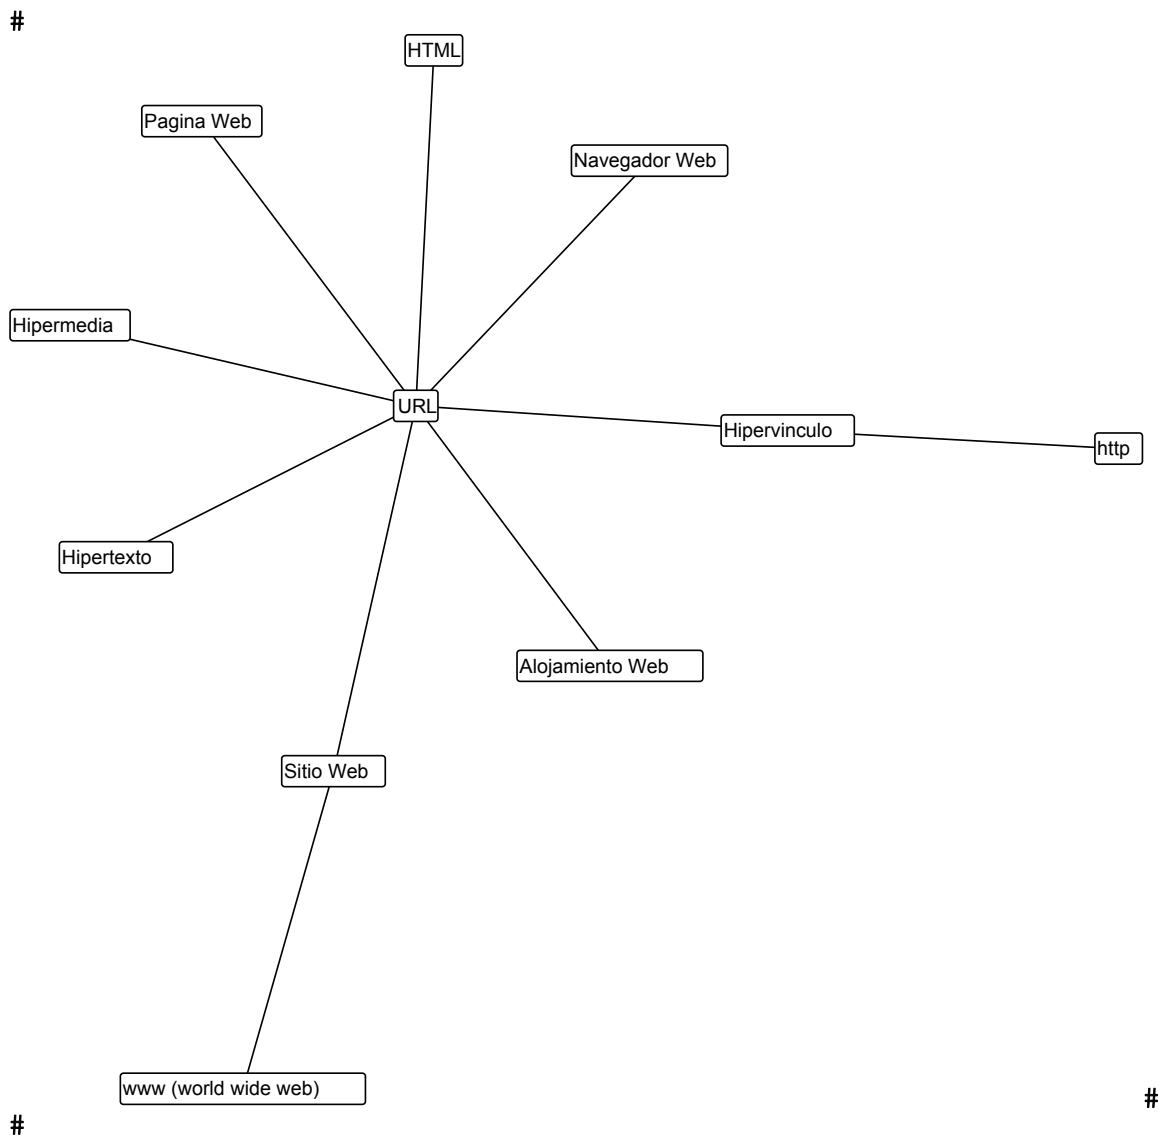 #
HTML
Pagina Web
Navegador Web
Hipermedia
URL
Hipervinculo
http
Hipertexto
Alojamiento Web
Sitio Web
www (world wide web)
#
#